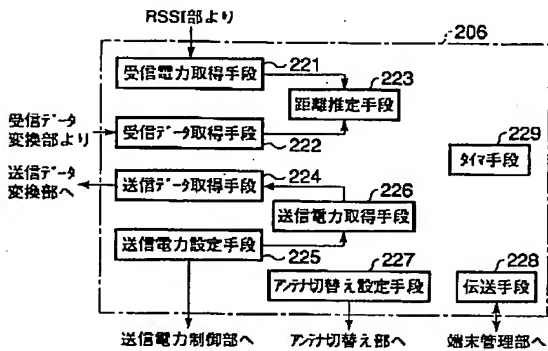 RSSI部より
206
221
受信電力取得手段
223
距離推定手段
受信データ
変換部より
受信データ取得手段
222
229
タイマ手段
送信データ
変換部へ
224
送信データ取得手段
226
送信電力取得手段
送信電力設定手段
225
227
アンテナ切替え設定手段
228
伝送手段
送信電力制御部へ
アンテナ切替え部へ
端末管理部へ